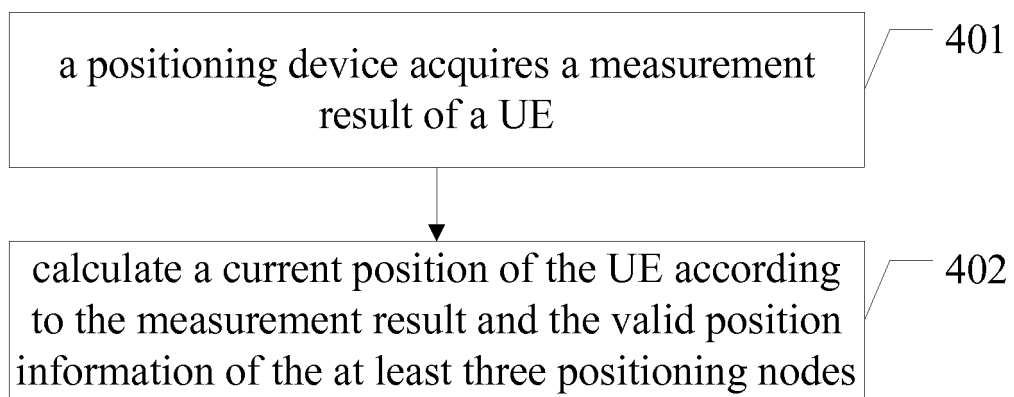 a positioning device acquires a measurement
result of a UE
401
calculate a current position of the UE according
to the measurement result and the valid position
information of the at least three positioning nodes
402